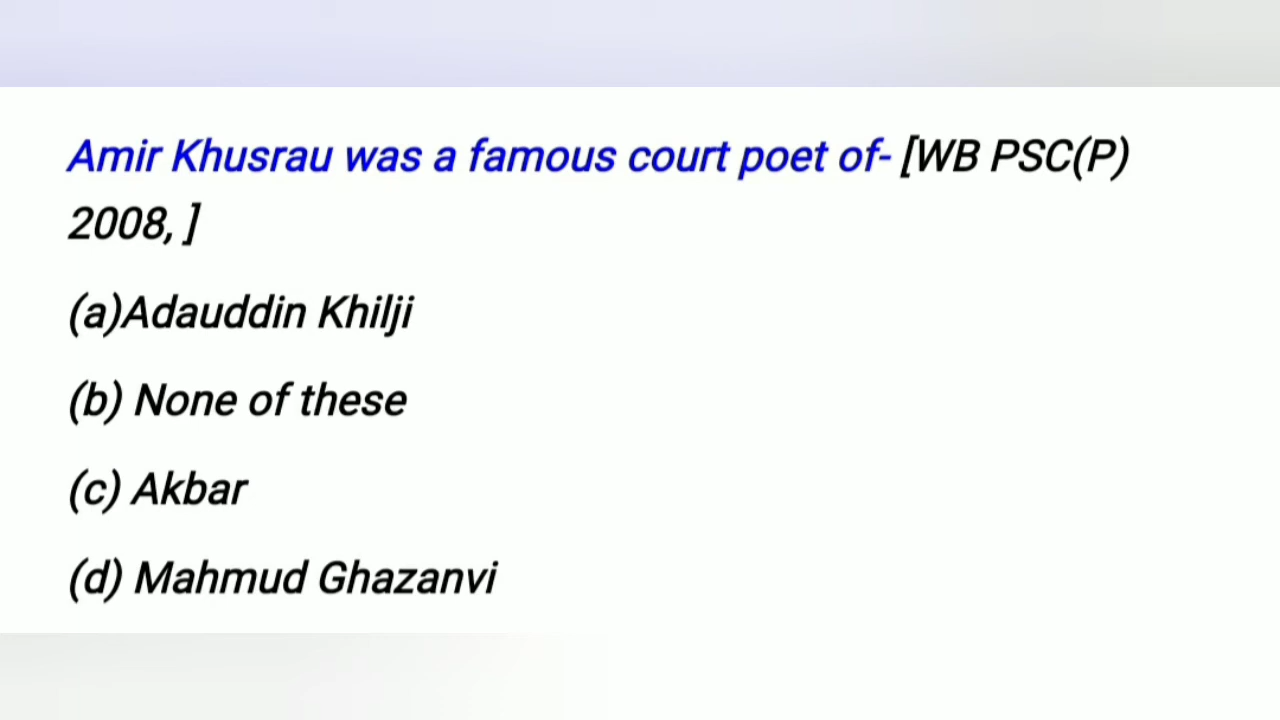 Amir Khusrau was a famous court poet of- [WB PSC(P)
2008, ]
(a)Adauddin Khilji
(b) None of these
(c) Akbar
(d) Mahmud Ghazanvi